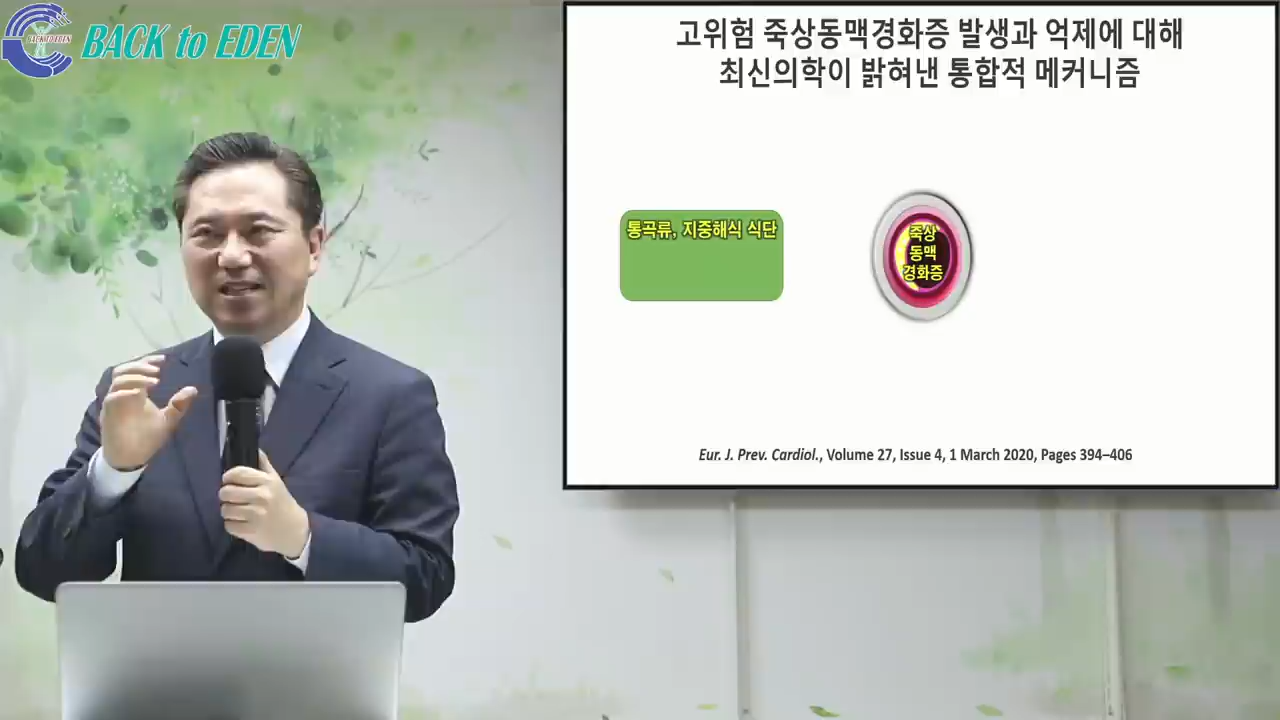 BACK to EDEN
BACK TO EDEN
고위험 죽상동맥경화증 발생과 억제에 대해
최신의학이 밝혀낸 통합적 메커니즘
통곡류, 지중해식 식단
죽상
동맥
경화증
Eur. J. Prev. Cardiol., Volume 27, Issue 4, 1 March 2020, Pages 394–406